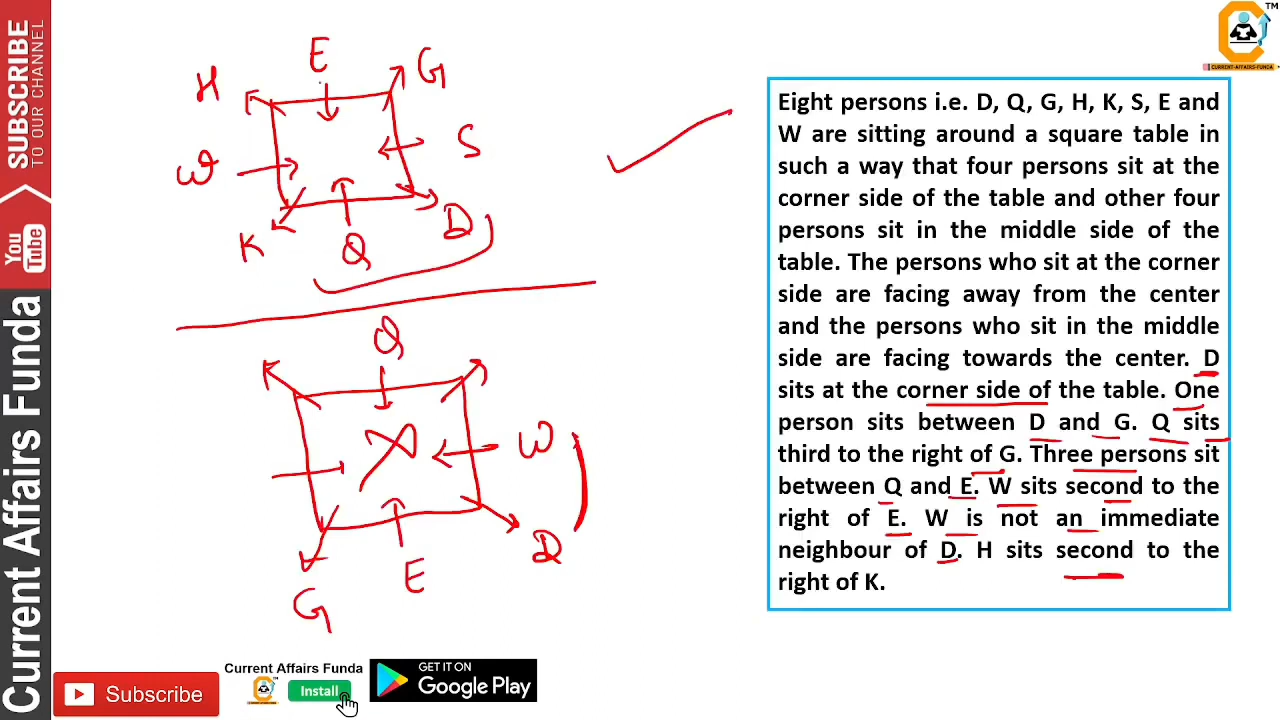 SUBSCRIBE
TO OUR CHANNEL
You Tube
Current Affairs Funda
H
E
G
W
S
K
Q
D
Q
W
G
E
D
TM
CURRENT-AFFAIRS-FUNDA
Eight persons i.e. D, Q, G, H, K, S, E and
W are sitting around a square table in
such a way that four persons sit at the
corner side of the table and other four
persons sit in the middle side of the
table. The persons who sit at the corner
side are facing away from the center
and the persons who sit in the middle
side are facing towards the center. D
sits at the corner side of the table. One
person sits between D and G. Q sits
third to the right of G. Three persons sit
between Q and E. W sits second to the
right of E. W is not an immediate
neighbour of D. H sits second to the
right of K.
Subscribe
Current Affairs Funda
Install
GET IT ON
Google Play